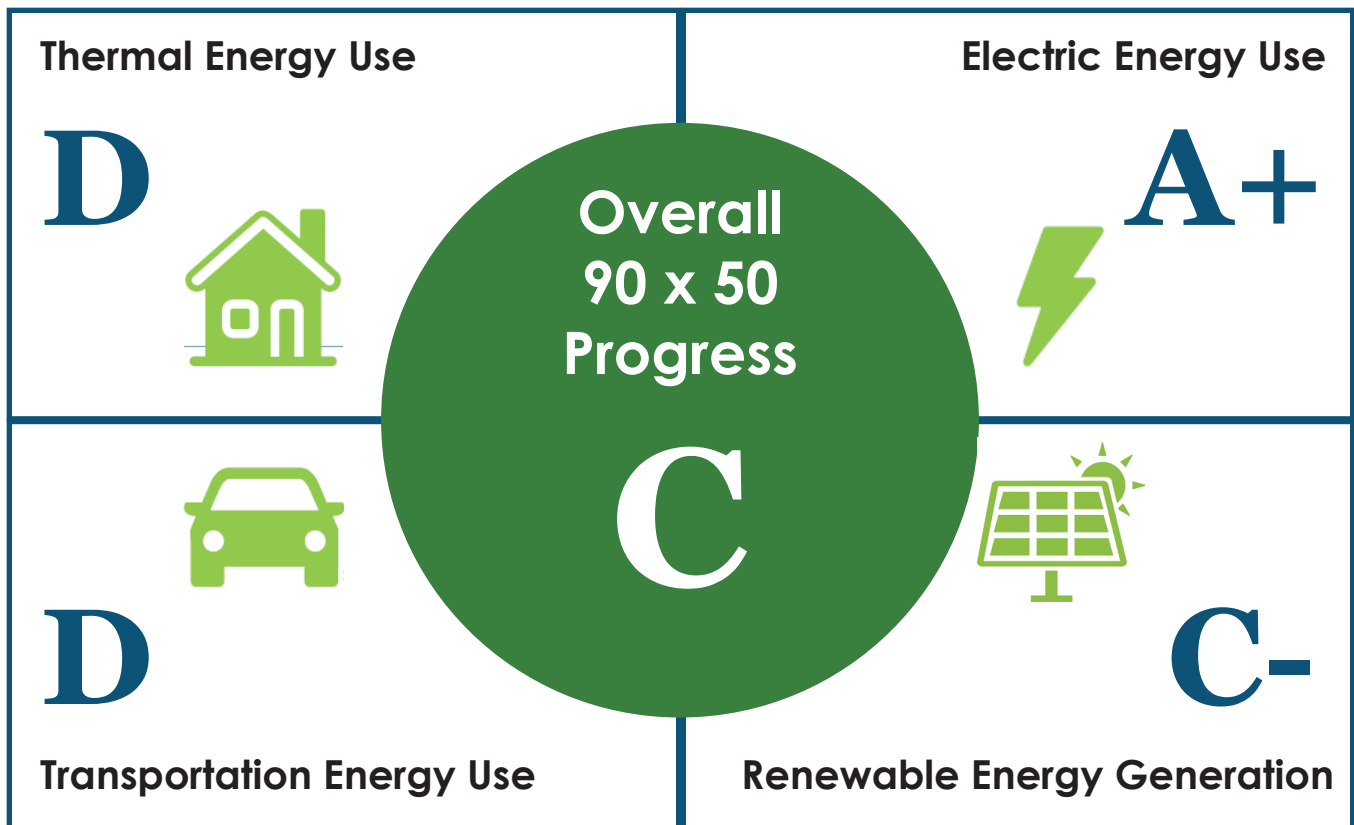 Thermal Energy Use
D
Electric Energy Use
A+
Overall
90 x 50
Progress
C
D
Transportation Energy Use
C-
Renewable Energy Generation